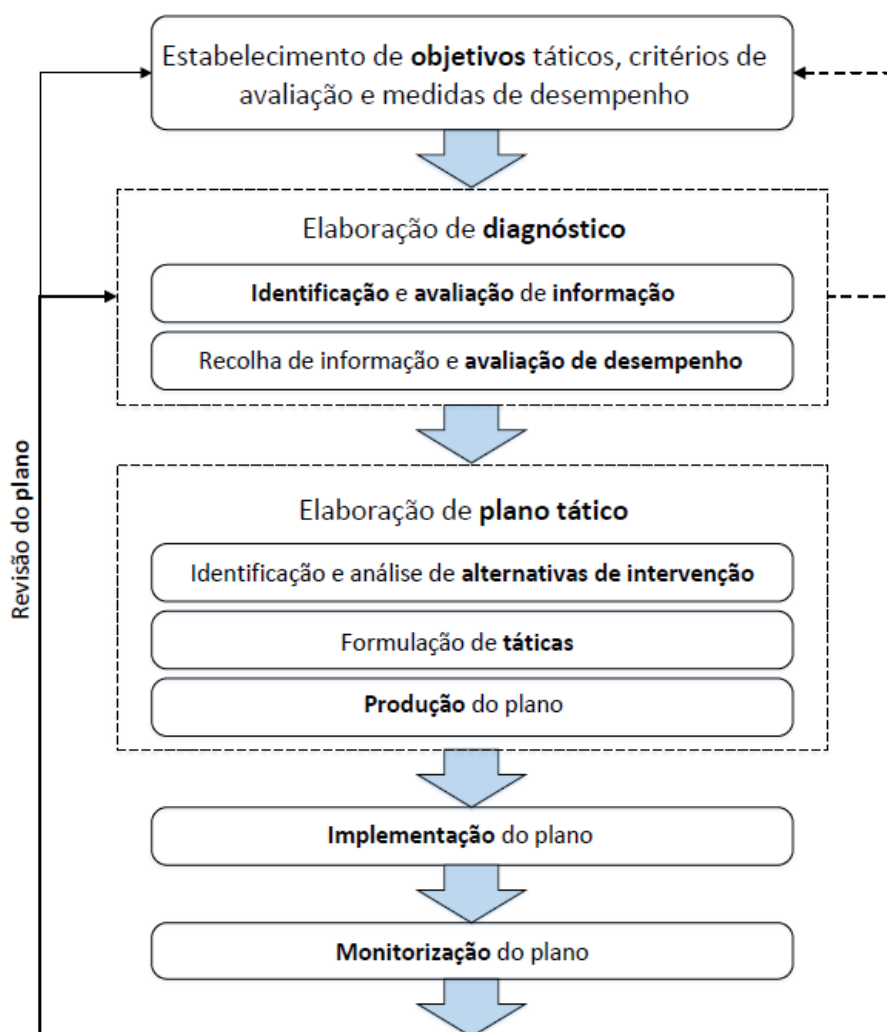 Estabelecimento de objetivos táticos, critérios de
avaliação e medidas de desempenho
Elaboração de diagnóstico
Identificação e avaliação de informação
Recolha de informação e avaliação de desempenho
Elaboração de plano tático
Identificação e análise de alternativas de intervenção
Formulação de táticas
Produção do plano
Implementação do plano
Monitorização do plano
Revisão do plano